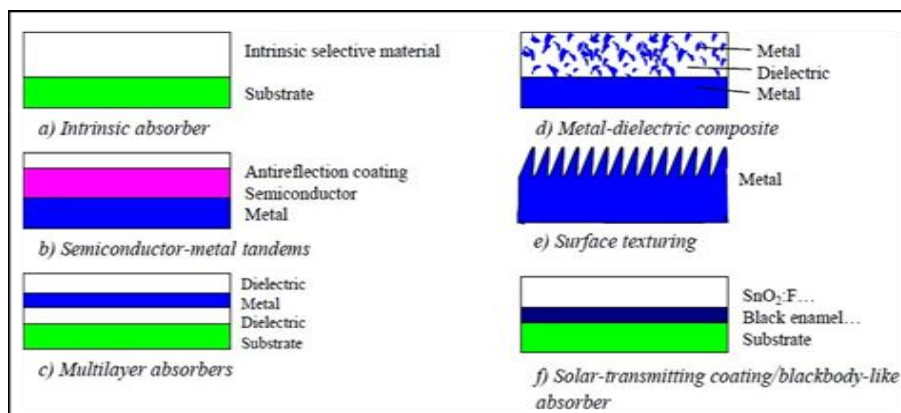 Intrinsic selective material
Substrate
a) Intrinsic absorber
Antireflection coating
Semiconductor
Metal
b) Semiconductor-metal tandems
Dielectric
Metal
Dielectric
Substrate
c) Multilayer absorbers
Metal
Dielectric
Metal
d) Metal-dielectric composite
Metal
e) Surface texturing
SnO₂:F…
Black enamel…
Substrate
f) Solar-transmitting coating/blackbody-like
absorber